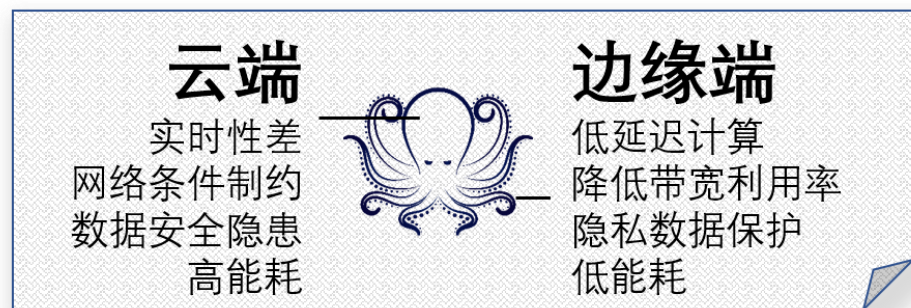 云端
实时性差
网络条件制约
数据安全隐患
高能耗
边缘端
低延迟计算
降低带宽利用率
隐私数据保护
低能耗